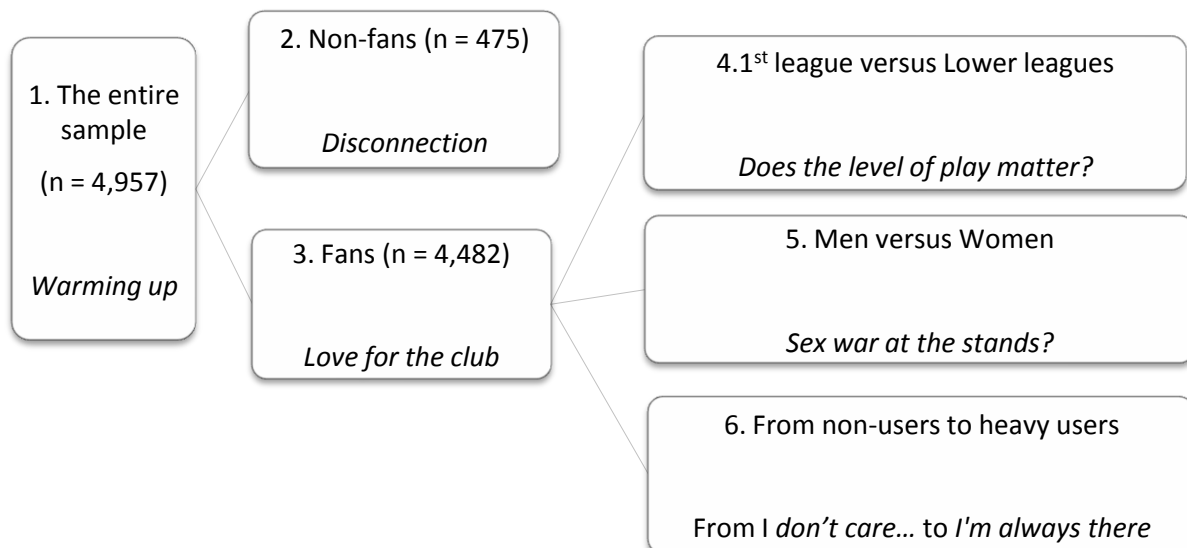 1. The entire
sample
(n = 4,957)
Warming up
2. Non-fans (n = 475)
Disconnection
3. Fans (n = 4,482)
Love for the club
4.1st league versus Lower leagues
Does the level of play matter?
5. Men versus Women
Sex war at the stands?
6. From non-users to heavy users
From I don’t care... to I'm always there